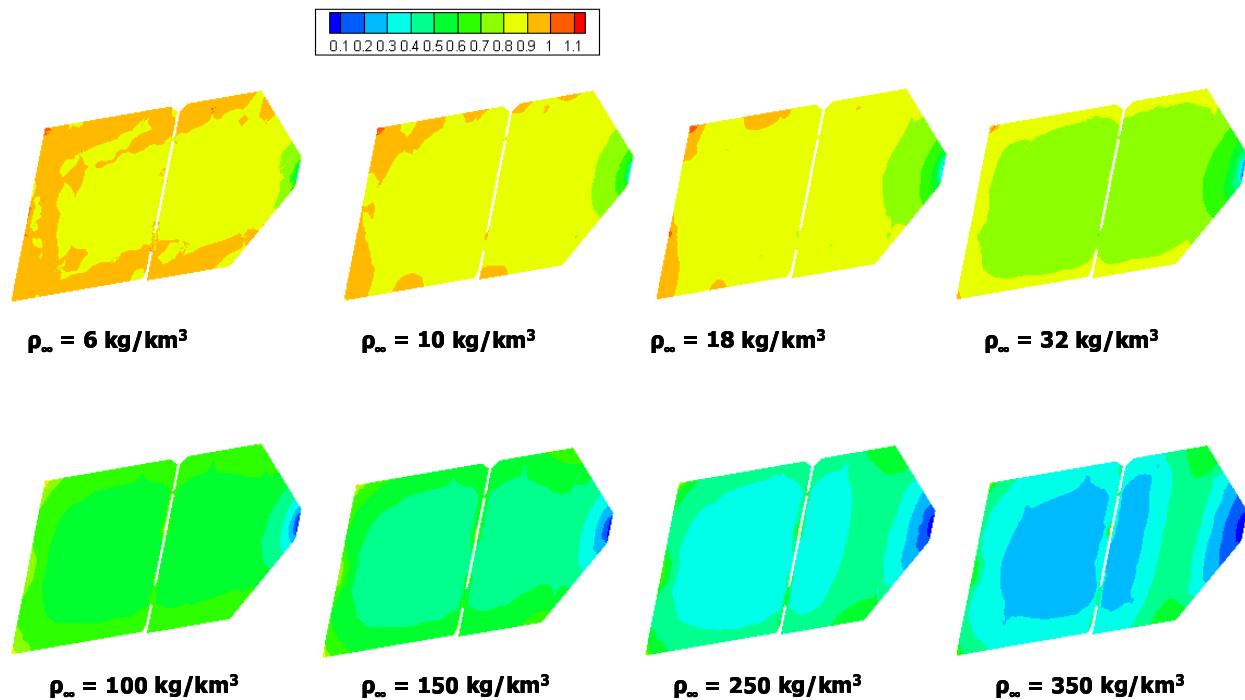 0.1 0.2 0.3 0.4 0.5 0.6 0.7 0.8 0.9 1 1.1
ρ∞ = 6 kg/km³
ρ∞ = 10 kg/km³
ρ∞ = 18 kg/km³
ρ∞ = 32 kg/km³
ρ∞ = 100 kg/km³
ρ∞ = 150 kg/km³
ρ∞ = 250 kg/km³
ρ∞ = 350 kg/km³